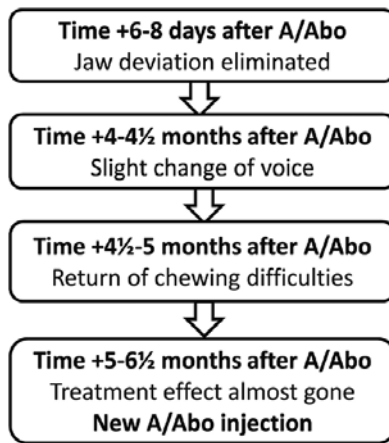 Time +6-8 days after A/Abo
Jaw deviation eliminated
Time +4-4½ months after A/Abo
Slight change of voice
Time +4½-5 months after A/Abo
Return of chewing difficulties
Time +5-6½ months after A/Abo
Treatment effect almost gone
New A/Abo injection